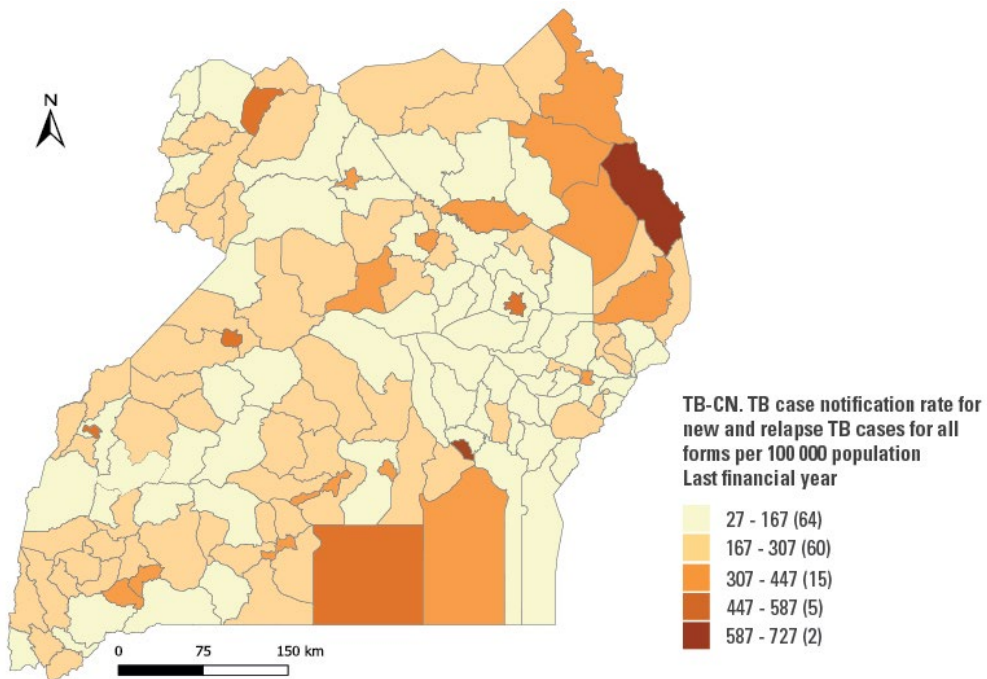 N
TB-CN. TB case notification rate for
new and relapse TB cases for all
forms per 100 000 population
Last financial year
27 - 167 (64)
167 - 307 (60)
307 - 447 (15)
447 - 587 (5)
587 - 727 (2)
0 75 150 km